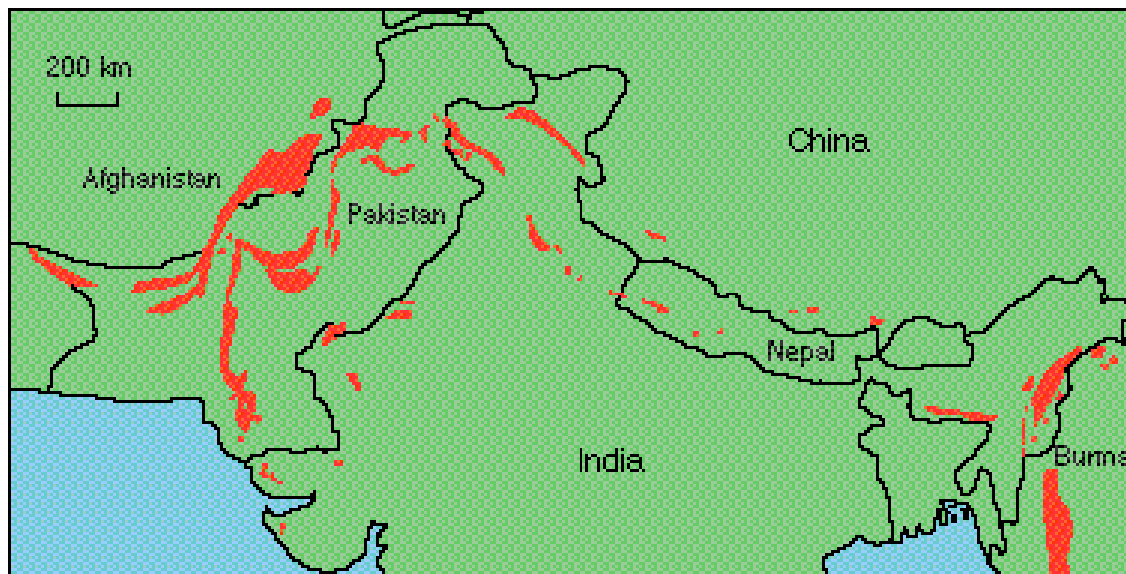 200 km
China
Afghanistan
Pakistan
Nepal
India
Burma